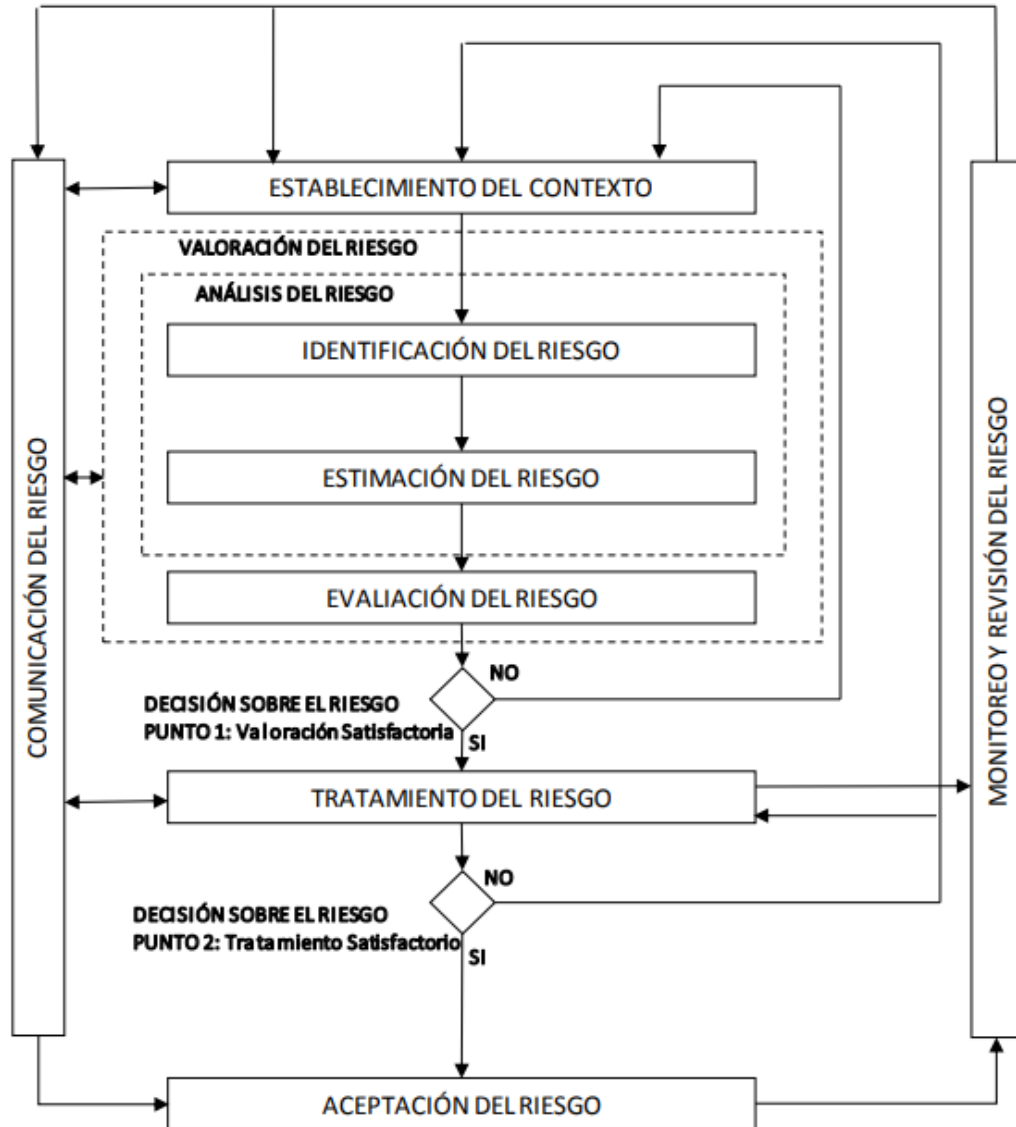 ESTABLECIMIENTO DEL CONTEXTO
VALORACIÓN DEL RIESGO
ANÁLISIS DEL RIESGO
IDENTIFICACIÓN DEL RIESGO
ESTIMACIÓN DEL RIESGO
EVALIACIÓN DEL RIESGO
NO
DECISIÓN SOBRE EL RIESGO
PUNTO 1: Valoración Satisfactoria
SI
TRATAMIENTO DEL RIESGO
NO
DECISIÓN SOBRE EL RIESGO
PUNTO 2: Tratamiento Satisfactorio
SI
ACEPTACIÓN DEL RIESGO
COMUNICACIÓN DEL RIESGO
MONITOREO Y REVISIÓN DEL RIESGO